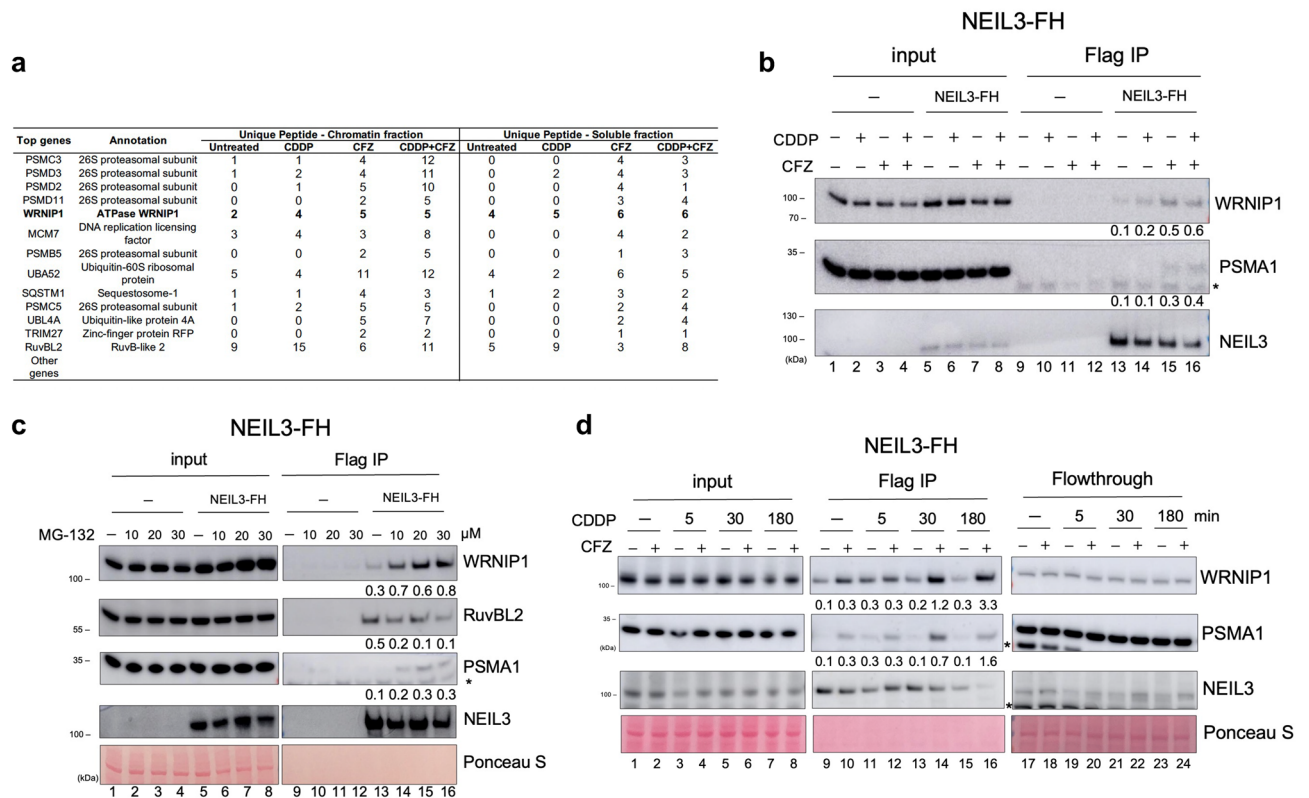 a
Top genes Annotation Unique Peptide - Chromatin fraction Unique Peptide - Soluble fraction
Untreated CDDP CFZ CDDP+CFZ Untreated CDDP CFZ CDDP+CFZ
PSMC3 26S proteasomal subunit 1 1 4 12 0 0 4 3
PSMD3 26S proteasomal subunit 1 2 4 11 0 2 4 3
PSMD2 26S proteasomal subunit 0 1 5 10 0 0 4 1
PSMD11 26S proteasomal subunit 0 0 2 5 0 0 3 4
WRNIP1 ATPase WRNIP1 2 4 5 5 4 5 6 6
MCM7 DNA replication licensing factor 3 4 3 8 0 0 4 2
PSMB5 26S proteasomal subunit 0 0 2 5 0 0 1 3
UBA52 Ubiquitin-60S ribosomal protein 5 4 11 12 4 2 6 5
SQSTM1 Sequestosome-1 1 1 4 3 1 2 3 2
PSMC5 26S proteasomal subunit 1 2 5 5 0 0 2 4
UBL4A Ubiquitin-like protein 4A 0 0 5 7 0 0 2 4
TRIM27 Zinc-finger protein RFP 0 0 2 2 0 0 1 1
RuvBL2 RuvB-like 2 9 15 6 11 5 9 3 8
Other genes
b
NEIL3-FH
input Flag IP
– NEIL3-FH – NEIL3-FH
CDDP – + – + – + – + – + – + – + – +
CFZ – – + + – – + + – – + + – – + +
100 –
70 –
WRNIP1
0.1 0.2 0.5 0.6
35 –
PSMA1
*
0.1 0.1 0.3 0.4
130 –
100 –
NEIL3
(kDa)
1 2 3 4 5 6 7 8 9 10 11 12 13 14 15 16
c
NEIL3-FH
input Flag IP
– NEIL3-FH – NEIL3-FH
MG-132 – 10 20 30 – 10 20 30 – 10 20 30 – 10 20 30 µM
WRNIP1
100 –
0.3 0.7 0.6 0.8
RuvBL2
55 –
0.5 0.2 0.1 0.1
35 –
PSMA1
*
0.1 0.2 0.3 0.3
NEIL3
100 –
Ponceau S
(kDa)
1 2 3 4 5 6 7 8 9 10 11 12 13 14 15 16
d
NEIL3-FH
input Flag IP Flowthrough
CDDP – 5 30 180 – 5 30 180 – 5 30 180 min
CFZ – + – + – + – + – + – + – + – + – + – + – + – +
100 –
WRNIP1
0.1 0.3 0.3 0.3 0.2 1.2 0.3 3.3
35 –
(kDa)
PSMA1
*
0.1 0.3 0.3 0.3 0.1 0.7 0.1 1.6
100 –
NEIL3
*
Ponceau S
1 2 3 4 5 6 7 8 9 10 11 12 13 14 15 16 17 18 19 20 21 22 23 24